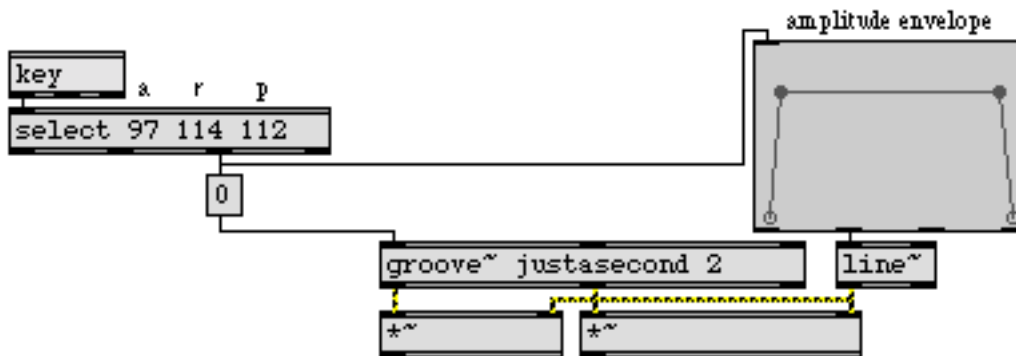 amplitude envelope
key
a r p
select 97 114 112
0
groove~ justasecond 2
line~
*~
*~